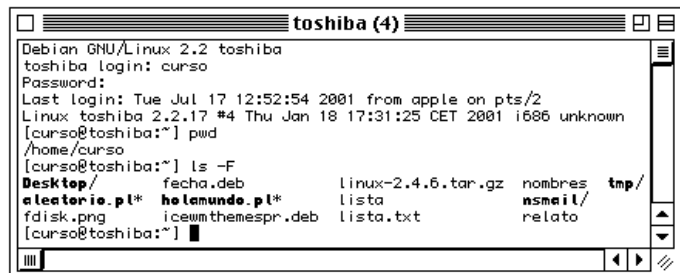 toshiba (4)
Debian GNU/Linux 2.2 toshiba
toshiba login: curso
Password:
Last login: Tue Jul 17 12:52:54 2001 from apple on pts/2
Linux toshiba 2.2.17 #4 Thu Jan 18 17:31:25 CET 2001 i686 unknown
[curso@toshiba:~] pwd
/home/curso
[curso@toshiba:~] ls -F
Desktop/ fecha.deb linux-2.4.6.tar.gz nombres tmp/
aleatorio.pl* holamundo.pl* lista nsmail/
fdisk.png icewmthemespr.deb lista.txt relato
[curso@toshiba:~]